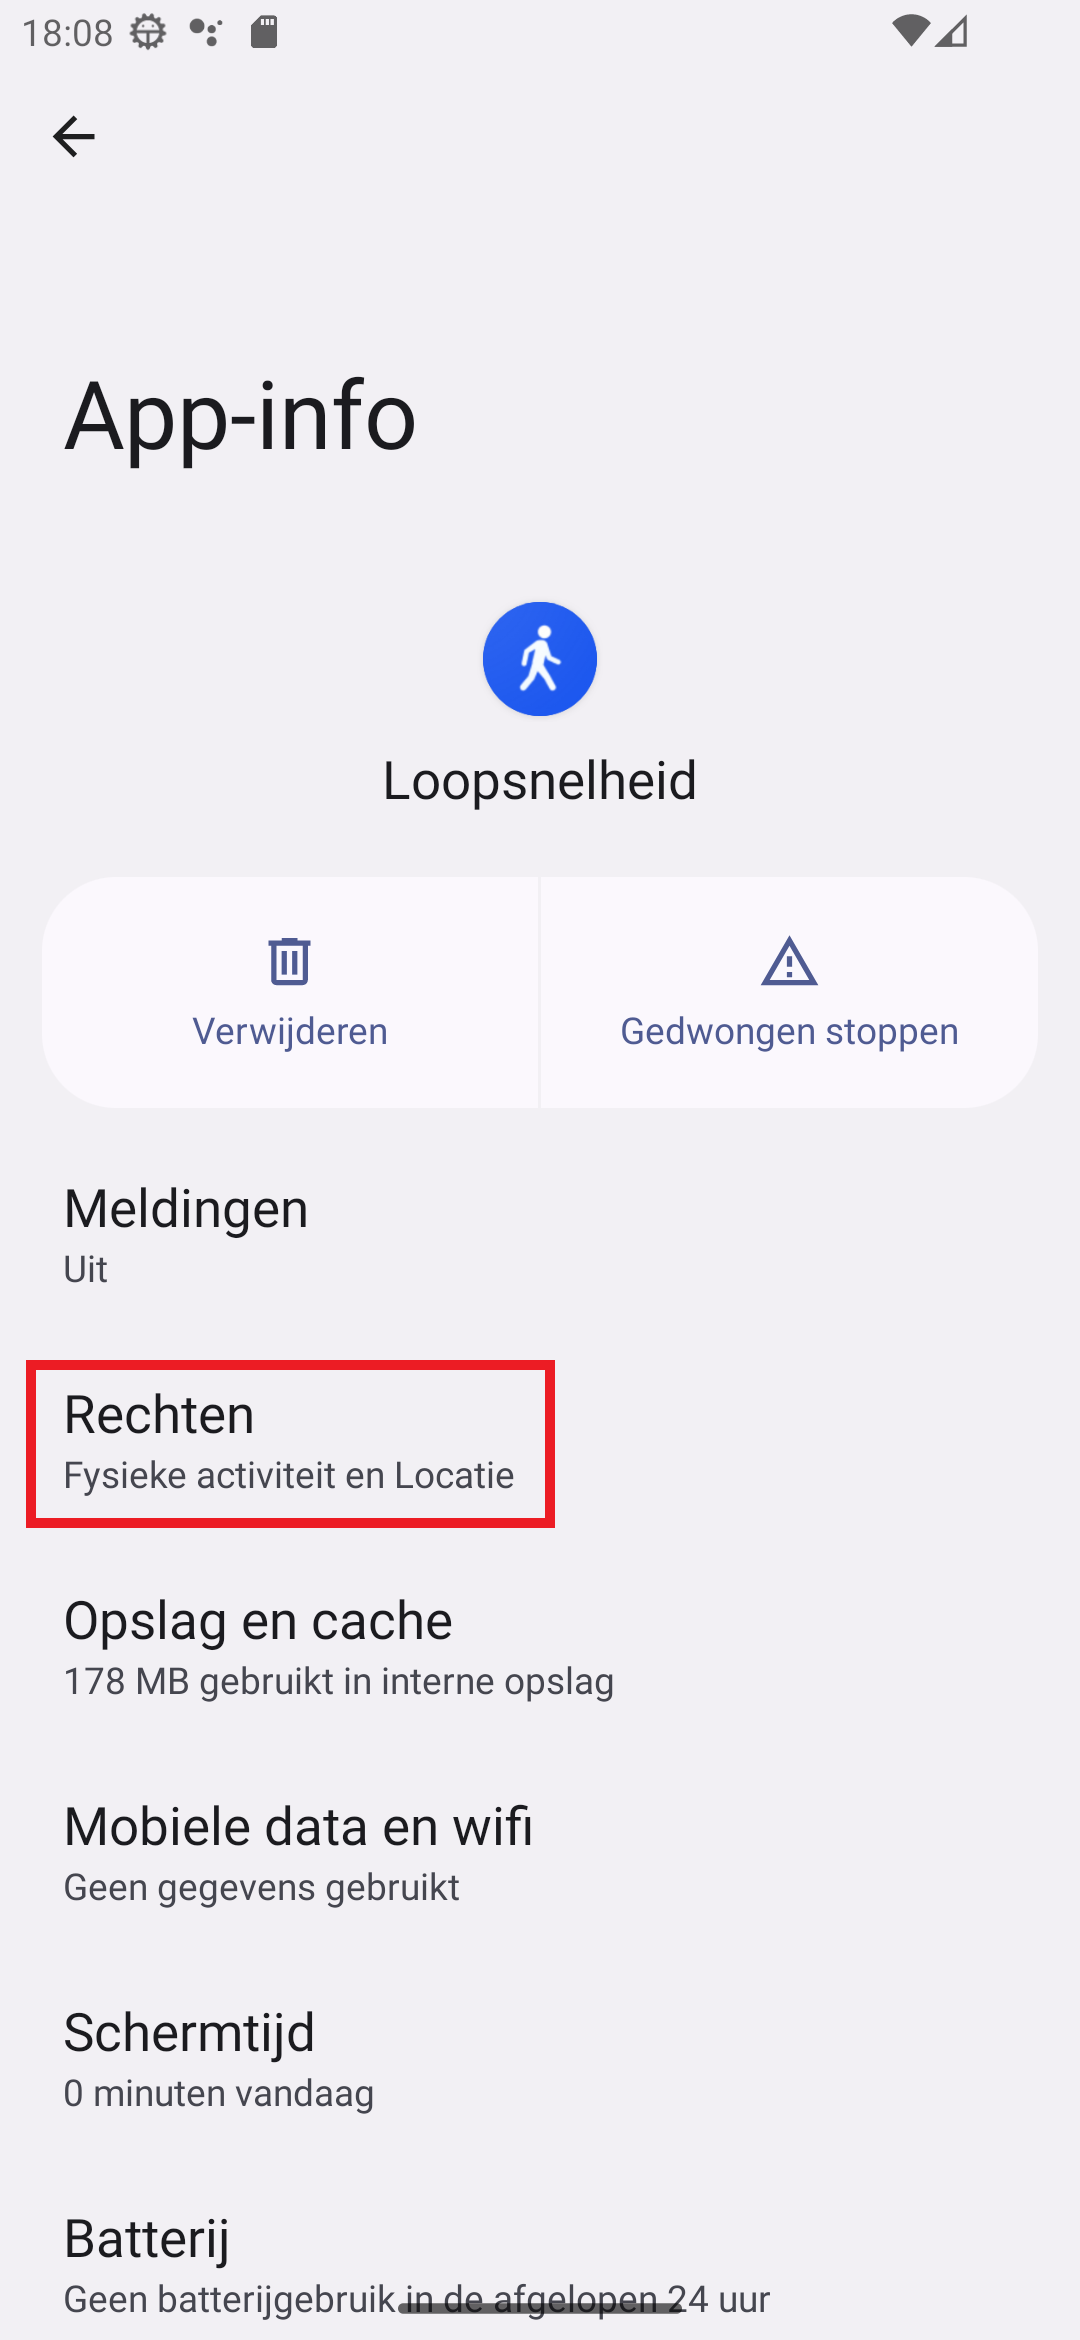 18:08
App-info
Loopsnelheid
Verwijderen
Gedwongen stoppen
Meldingen
Uit
Rechten
Fysieke activiteit en Locatie
Opslag en cache
178 MB gebruikt in interne opslag
Mobiele data en wifi
Geen gegevens gebruikt
Schermtijd
0 minuten vandaag
Batterij
Geen batterijgebruik in de afgelopen 24 uur